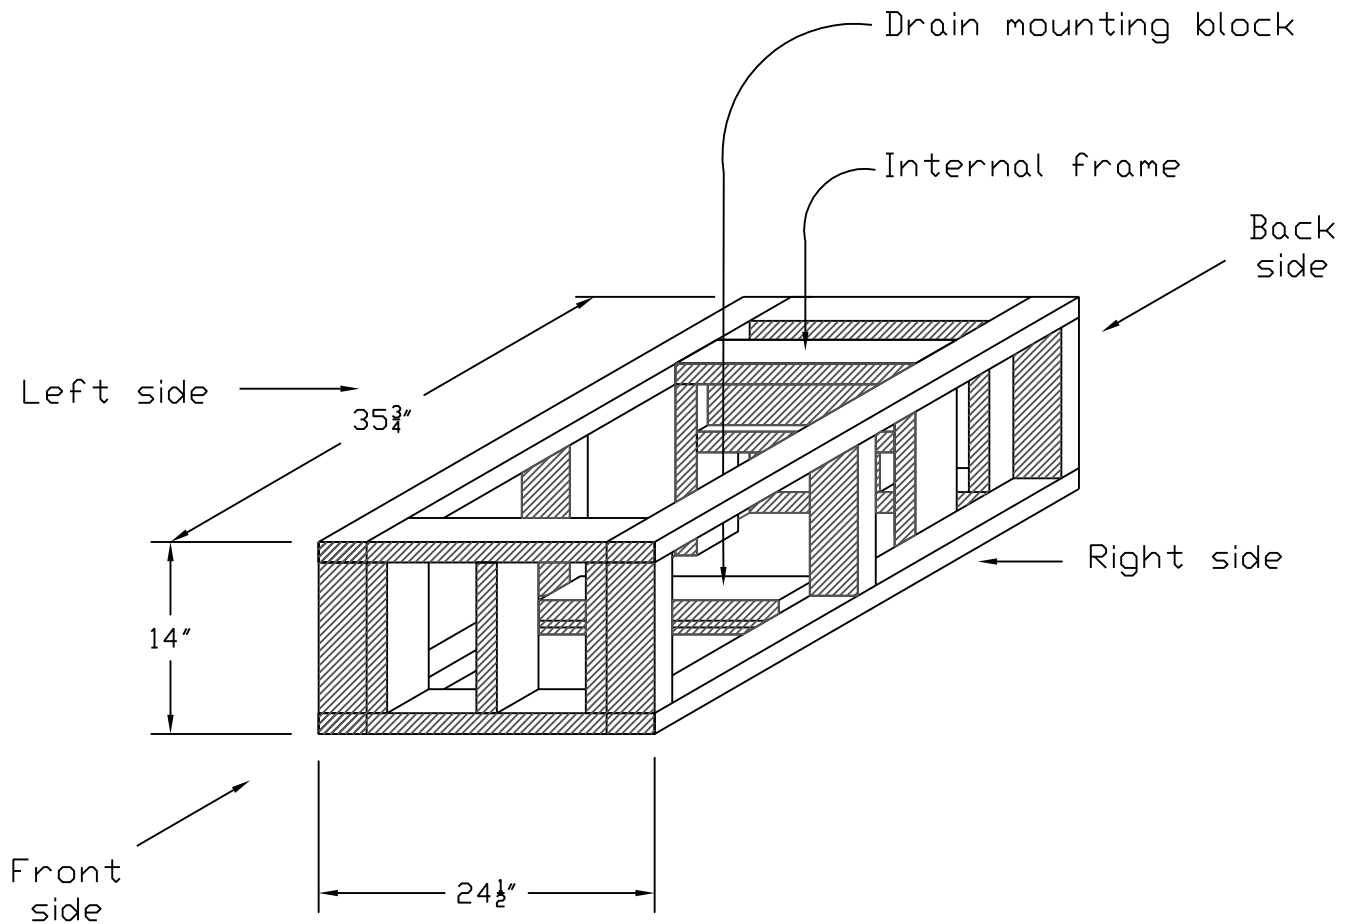 Drain mounting block
Internal frame
Back
side
Left side
35¾"
Right side
14"
Front
side
24½"